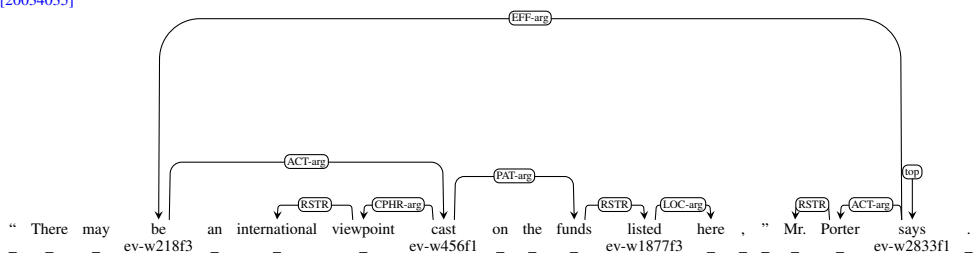 [20034035]
EFF-arg
ACT-arg
PAT-arg
top
RSTR CPHR-arg RSTR LOC-arg RSTR ACT-arg
“ There may be an international viewpoint cast on the funds listed here , ” Mr. Porter says .
_ _ _ ev-w218f3 _ _ _ ev-w456f1 _ _ _ ev-w1877f3 _ _ _ _ _ ev-w2833f1 _